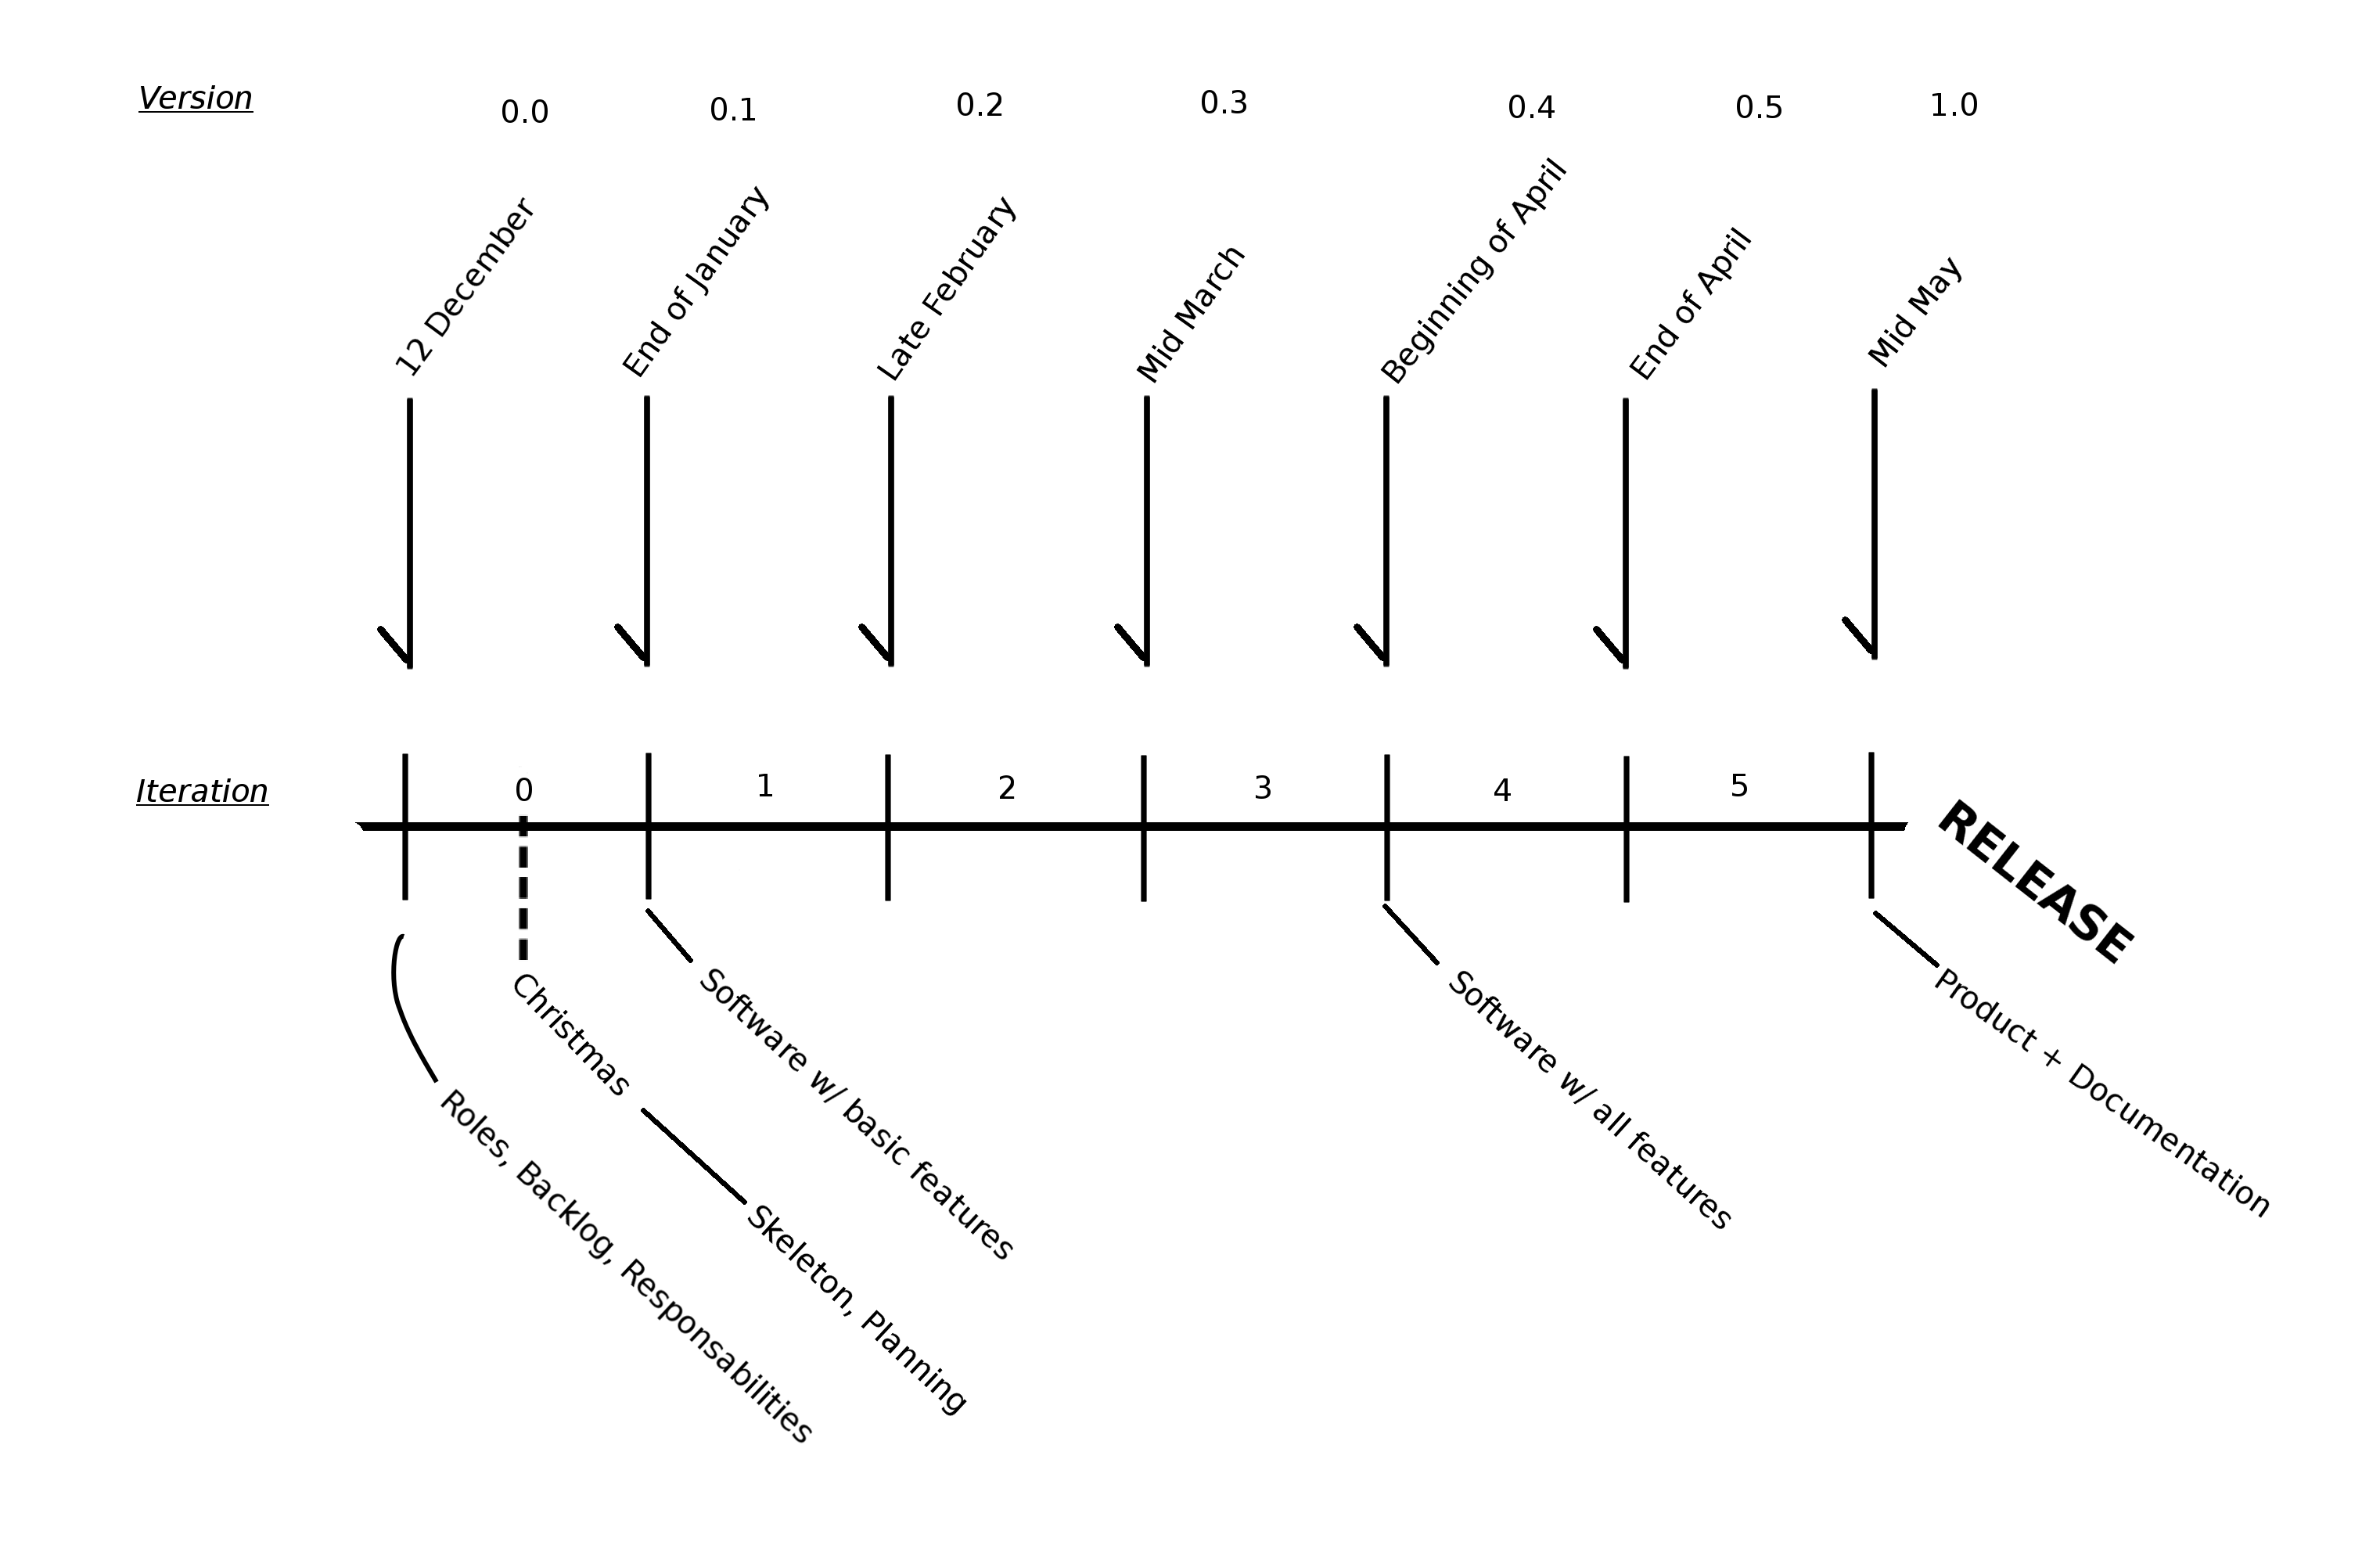 Version 0.0 0.1 0.2 0.3 0.4 0.5 1.0
12 December
End of January
Late February
Mid March
Beginning of April
End of April
Mid May
Iteration 0 1 2 3 4 5
RELEASE
Christmas
Software w/ basic features
Software w/ all features
Product + Documentation
Roles, Backlog, Responsabilities
Skeleton, Planning